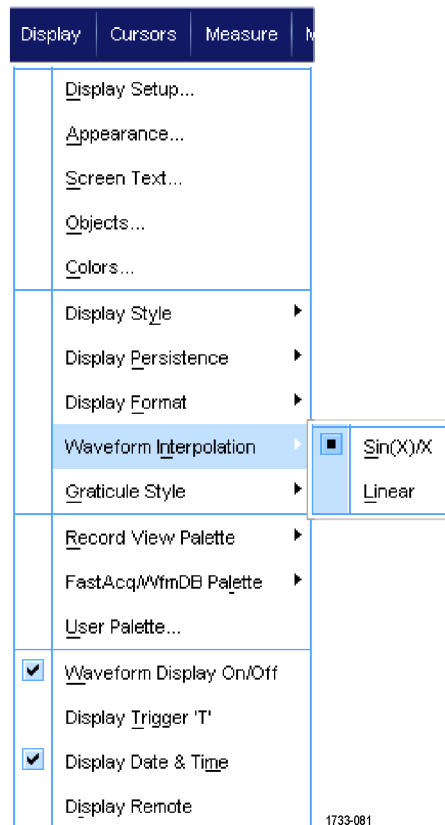 Display Cursors Measure
Display Setup...
Appearance...
Screen Text...
Objects...
Colors...
Display Style
Display Persistence
Display Format
Waveform Interpolation
Sin(X)/X
Linear
Graticule Style
Record View Palette
FastAcq/WfmDB Palette
User Palette...
Waveform Display On/Off
Display Trigger 'T'
Display Date & Time
Display Remote
1733-081